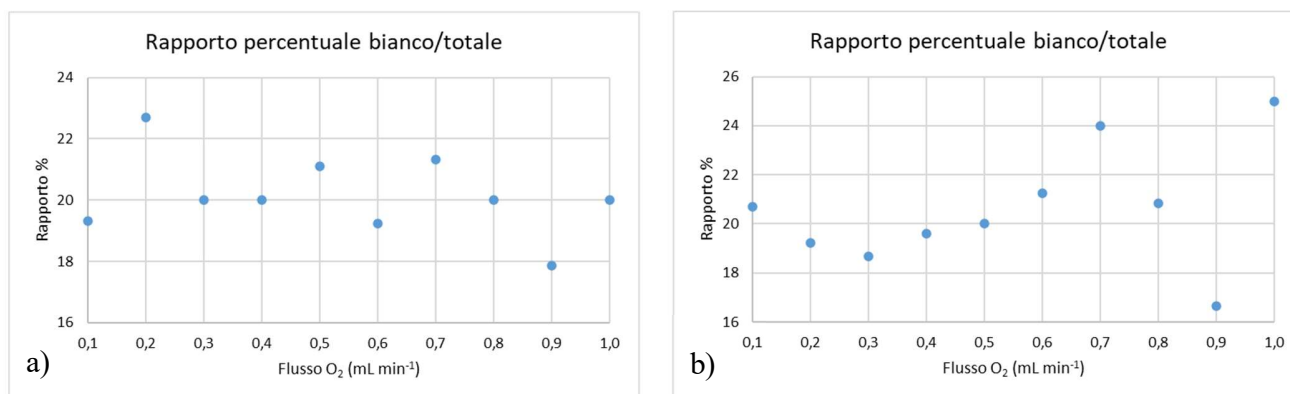 Rapporto percentuale bianco/totale
24
22
20
18
16
Rapporto %
0,1 0,2 0,3 0,4 0,5 0,6 0,7 0,8 0,9 1,0
Flusso O₂ (mL min⁻¹)
a)
Rapporto percentuale bianco/totale
26
24
22
20
18
16
Rapporto %
0,1 0,2 0,3 0,4 0,5 0,6 0,7 0,8 0,9 1,0
Flusso O₂ (mL min⁻¹)
b)